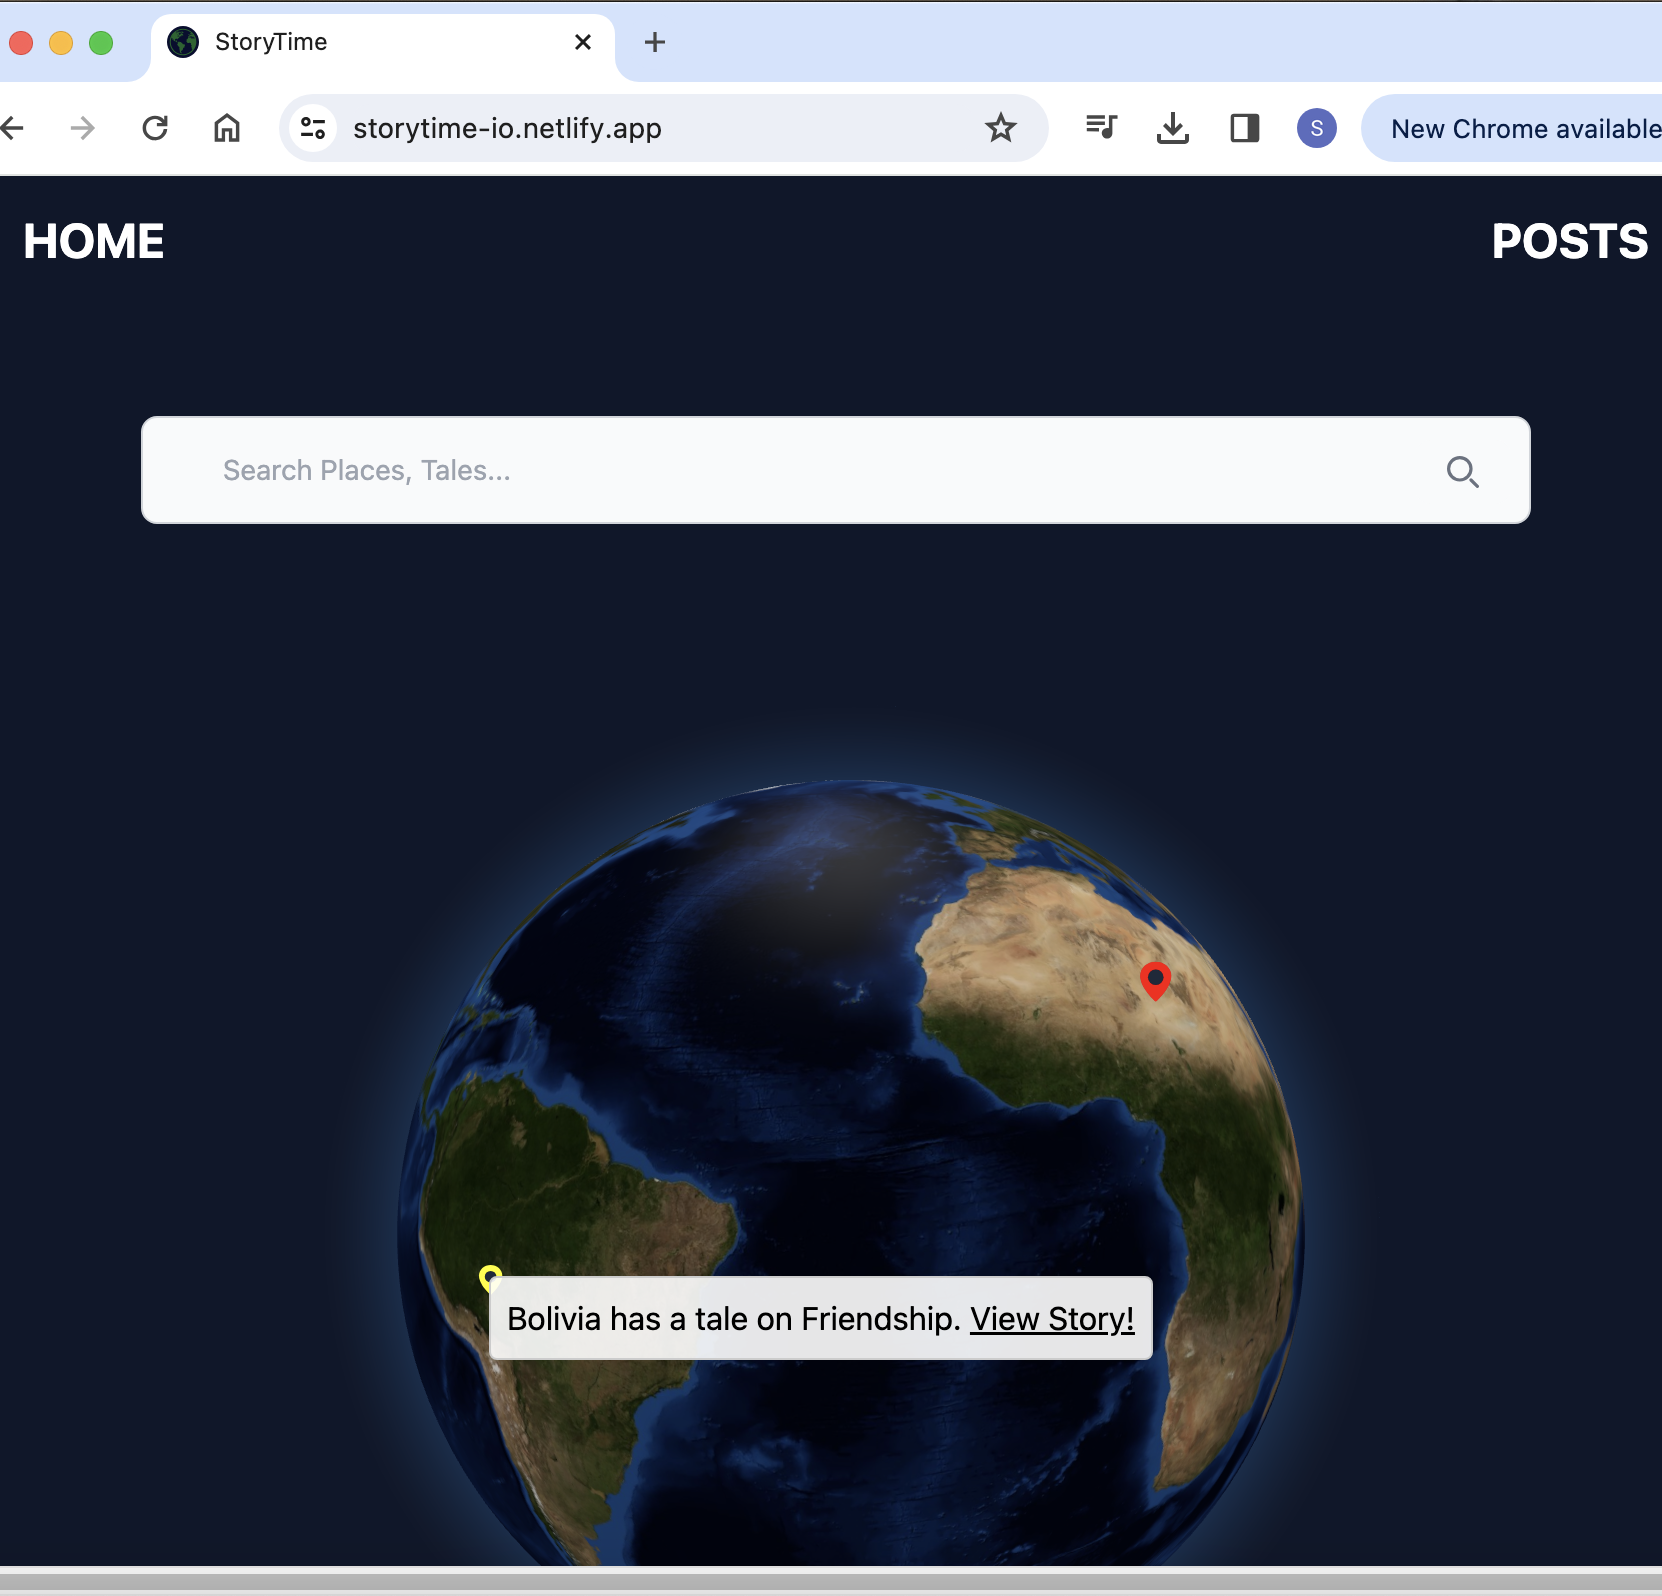 StoryTime
storytime-io.netlify.app
S
New Chrome available
HOME
POSTS
Search Places, Tales...
Bolivia has a tale on Friendship. View Story!